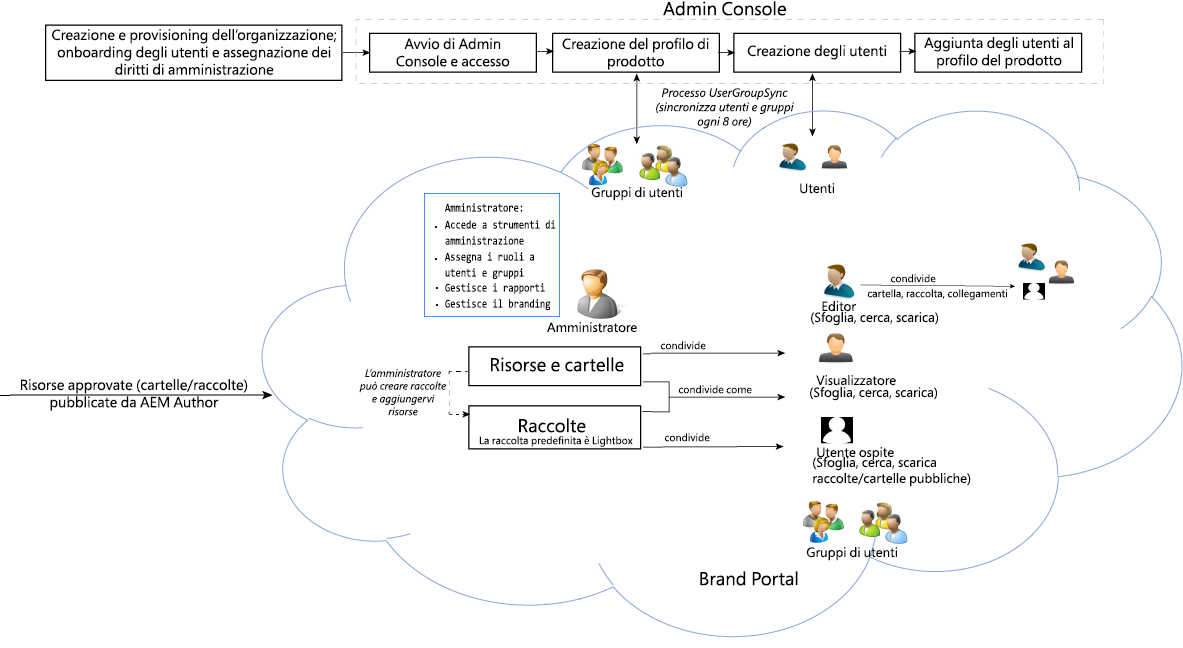 Admin Console
Creazione e provisioning dell'organizzazione;
onboarding degli utenti e assegnazione dei
diritti di amministrazione
Avvio di Admin
Console e accesso
Creazione del profilo di
prodotto
Creazione degli utenti
Aggiunta degli utenti al
profilo del prodotto
Processo UserGroupSync
(sincronizza utenti e gruppi
ogni 8 ore)
Gruppi di utenti
Utenti
Amministratore:
• Accede a strumenti di
amministrazione
• Assegna i ruoli a
utenti e gruppi
• Gestisce i rapporti
• Gestisce il branding
Amministratore
Editor
(Sfoglia, cerca, scarica)
condivide
cartella, raccolta, collegamenti
Risorse e cartelle
condivide
Visualizzatore
(Sfoglia, cerca, scarica)
L'amministratore
può creare raccolte
e aggiungervi
risorse
condivide come
Risorse approvate (cartelle/raccolte)
pubblicate da AEM Author
Raccolte
La raccolta predefinita è Lightbox
condivide
Utente ospite
(Sfoglia, cerca, scarica
raccolte/cartelle pubbliche)
Gruppi di utenti
Brand Portal